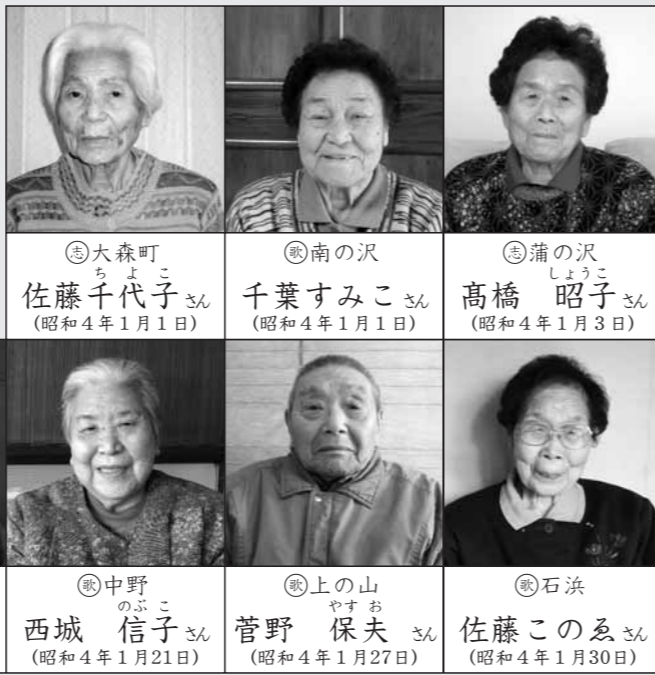 ㊖大森町
ちよこ
佐藤千代子さん
(昭和4年1月1日)
歌南の沢
千葉すみこさん
(昭和4年1月1日)
志蒲の沢
しょうこ
髙橋 昭子さん
(昭和4年1月3日)
歌中野
のぶこ
西城 信子さん
(昭和4年1月21日)
歌上の山
やすお
菅野 保夫さん
(昭和4年1月27日)
歌石浜
佐藤このゑさん
(昭和4年1月30日)